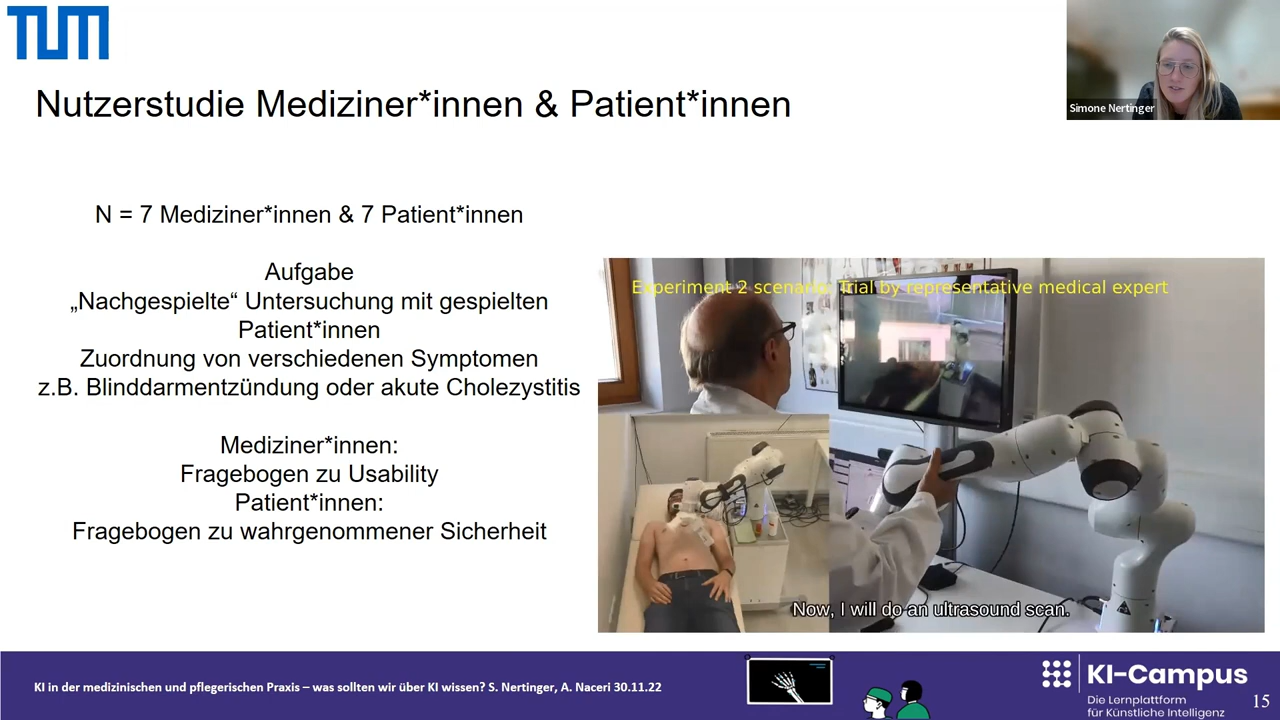 TUM
Simone Nertinger
Nutzerstudie Mediziner*innen & Patient*innen
N = 7 Mediziner*innen & 7 Patient*innen
Aufgabe
„Nachgespielte“ Untersuchung mit gespielten
Patient*innen
Zuordnung von verschiedenen Symptomen
z.B. Blinddarmentzündung oder akute Cholezystitis
Mediziner*innen:
Fragebogen zu Usability
Patient*innen:
Fragebogen zu wahrgenommener Sicherheit
Experiment 2 scenario: Trial by representative medical expert
Now, I will do an ultrasound scan.
KI in der medizinischen und pflegerischen Praxis – was sollten wir über KI wissen? S. Nertinger, A. Naceri 30.11.22
KI-Campus
Die Lernplattform
für Künstliche Intelligenz
15